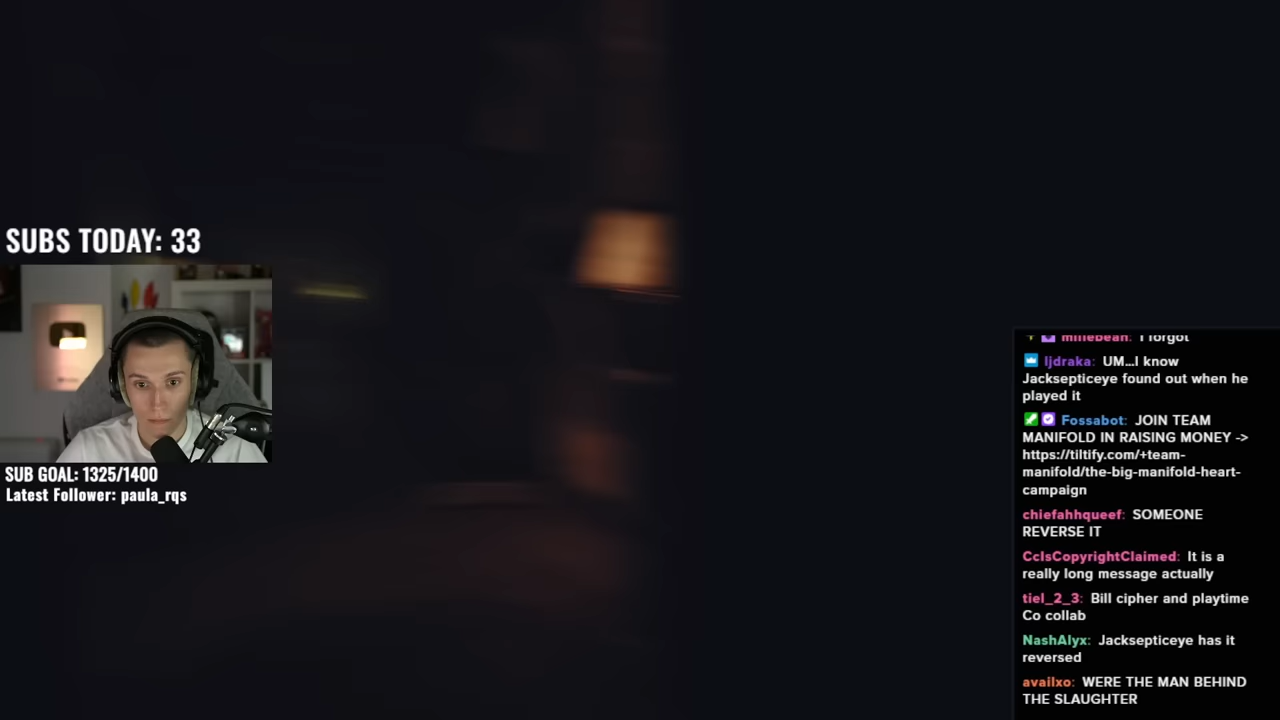 SUBS TODAY: 33
SUB GOAL: 1325/1400
Latest Follower: paula_rqs
milliebean: I forgot
ljdraka: UM...I know
Jacksepticeye found out when he
played it
Fossabot: JOIN TEAM
MANIFOLD IN RAISING MONEY ->
https://tiltify.com/+team-
manifold/the-big-manifold-heart-
campaign
chiefahhqueef: SOMEONE
REVERSE IT
CclsCopyrightClaimed: It is a
really long message actually
tiel_2_3: Bill cipher and playtime
Co collab
NashAlyx: Jacksepticeye has it
reversed
availxo: WERE THE MAN BEHIND
THE SLAUGHTER